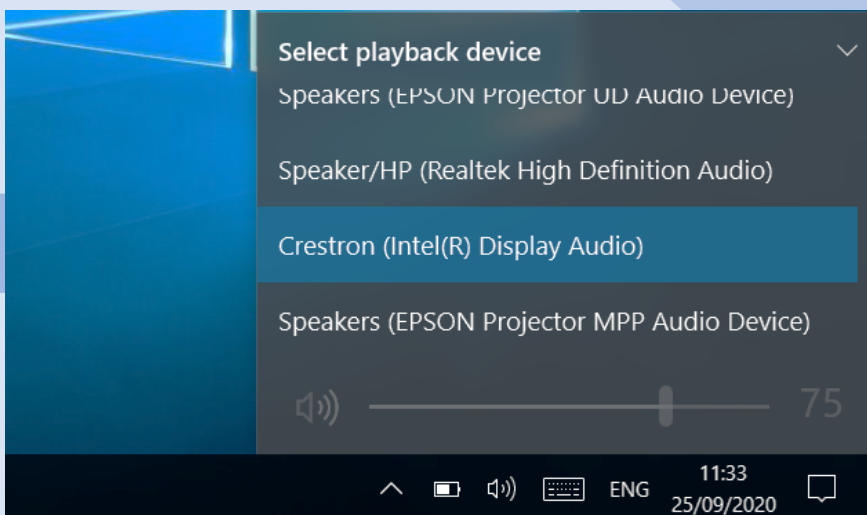 Select playback device
Speakers (EPSON Projector UD Audio Device)
Speaker/HP (Realtek High Definition Audio)
Crestron (Intel(R) Display Audio)
Speakers (EPSON Projector MPP Audio Device)
75
ENG
11:33
25/09/2020